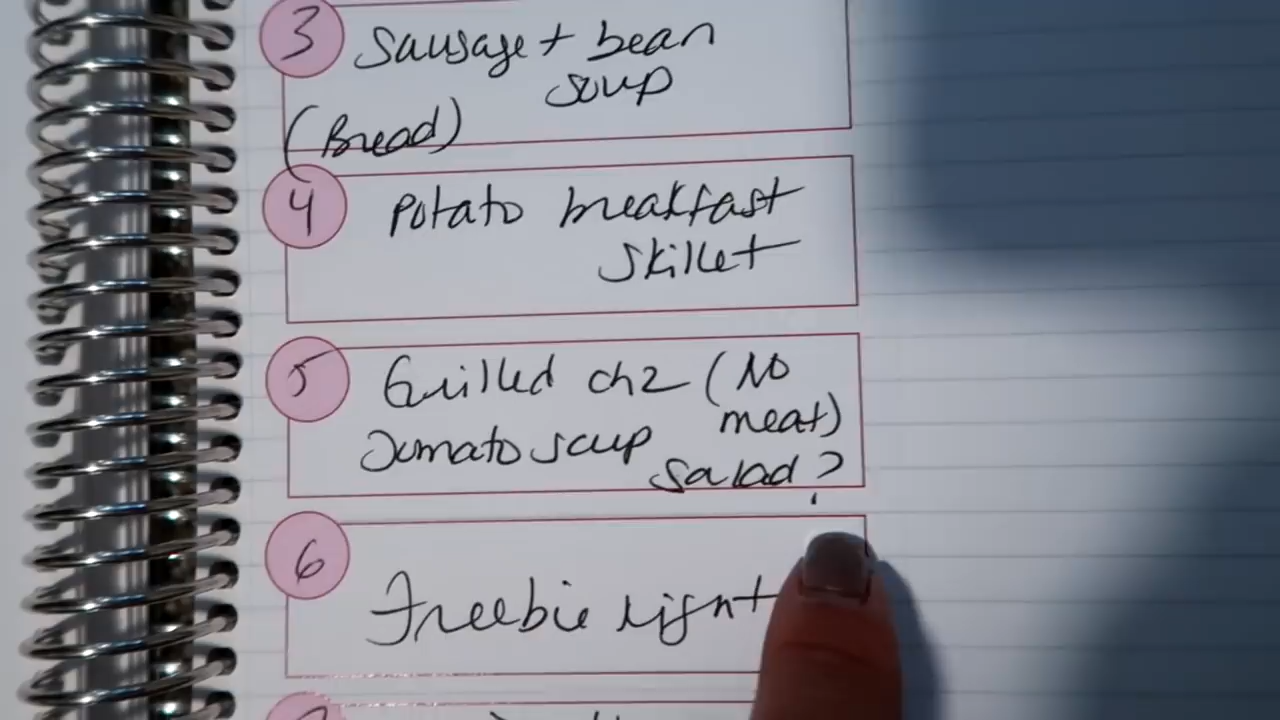 3 Sausage + bean
soup
(Bread)
4 Potato breakfast
Skillet
5 Grilled chz (No
meat)
Tomato soup
salad?
6 Freebie